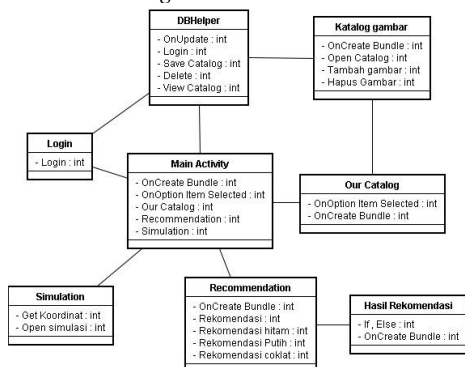 DBHelper
- OnUpdate : int
- Login : int
- Save Catalog : int
- Delete : int
- View Catalog : int
Katalog gambar
- OnCreate Bundle : int
- Open Catalog : int
- Tambah gambar : int
- Hapus Gambar : int
Login
- Login : int
Main Activity
- OnCreate Bundle : int
- OnOption Item Selected : int
- Our Catalog : int
- Recommendation : int
- Simulation : int
Our Catalog
- OnOption Item Selected : int
- OnCreate Bundle : int
Simulation
- Get Koordinat : int
- Open simulasi : int
Recommendation
- OnCreate Bundle : int
- Rekomendasi : int
- Rekomendasi hitam : int
- Rekomendasi Putih : int
- Rekomendasi coklat : int
Hasil Rekomendasi
- If , Else : int
- OnCreate Bundle : int